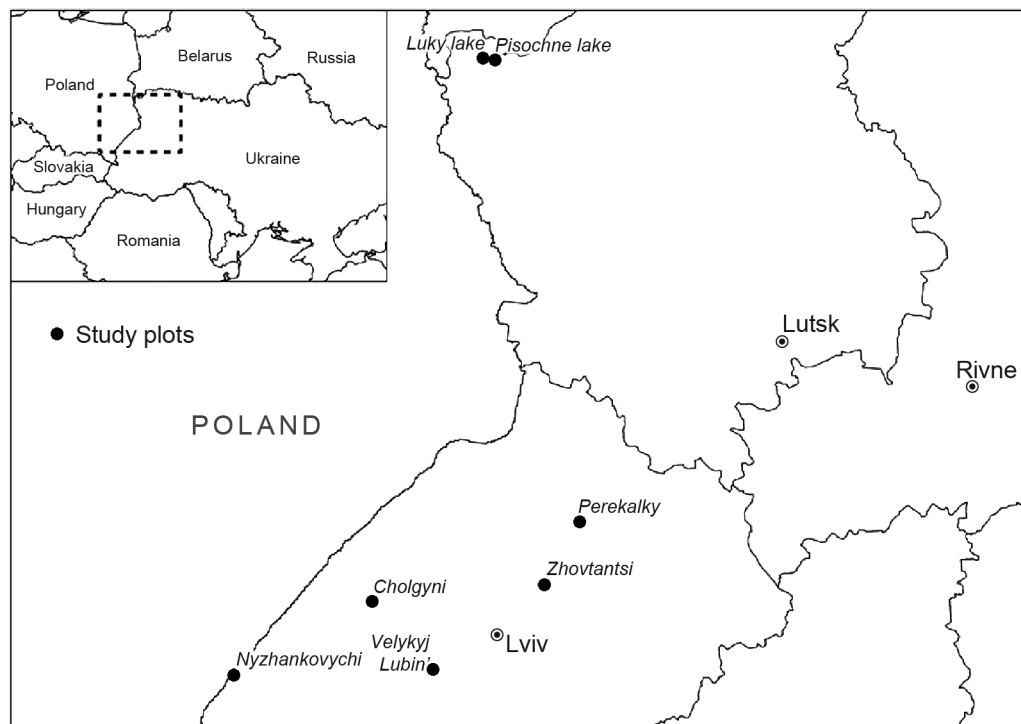 Belarus
Russia
Poland
Ukraine
Slovakia
Hungary
Romania
Luky lake
Pisochne lake
Study plots
Lutsk
Rivne
POLAND
Perekalky
Zhovtantsi
Cholgyni
Lviv
Velykyj
Lubin'
Nyzhankovychi